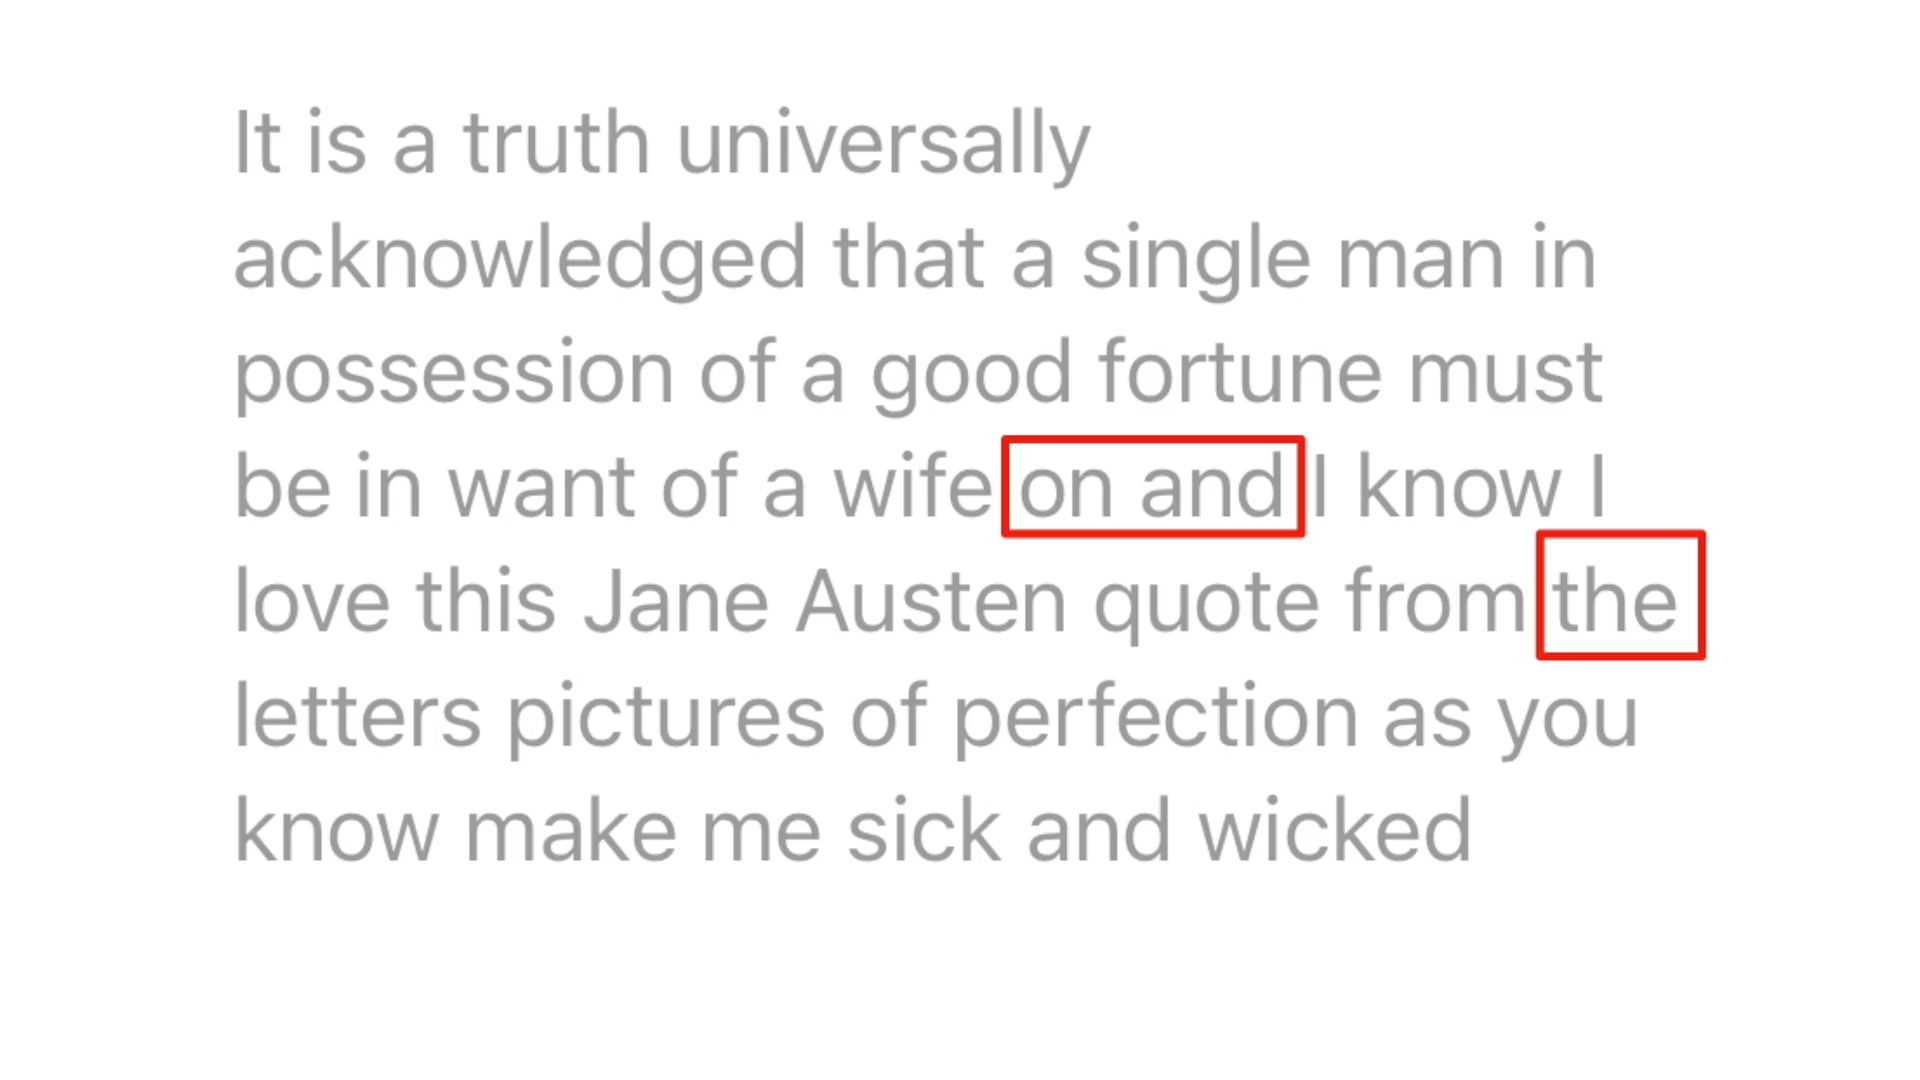 It is a truth universally
acknowledged that a single man in
possession of a good fortune must
be in want of a wife on and I know I
love this Jane Austen quote from the
letters pictures of perfection as you
know make me sick and wicked